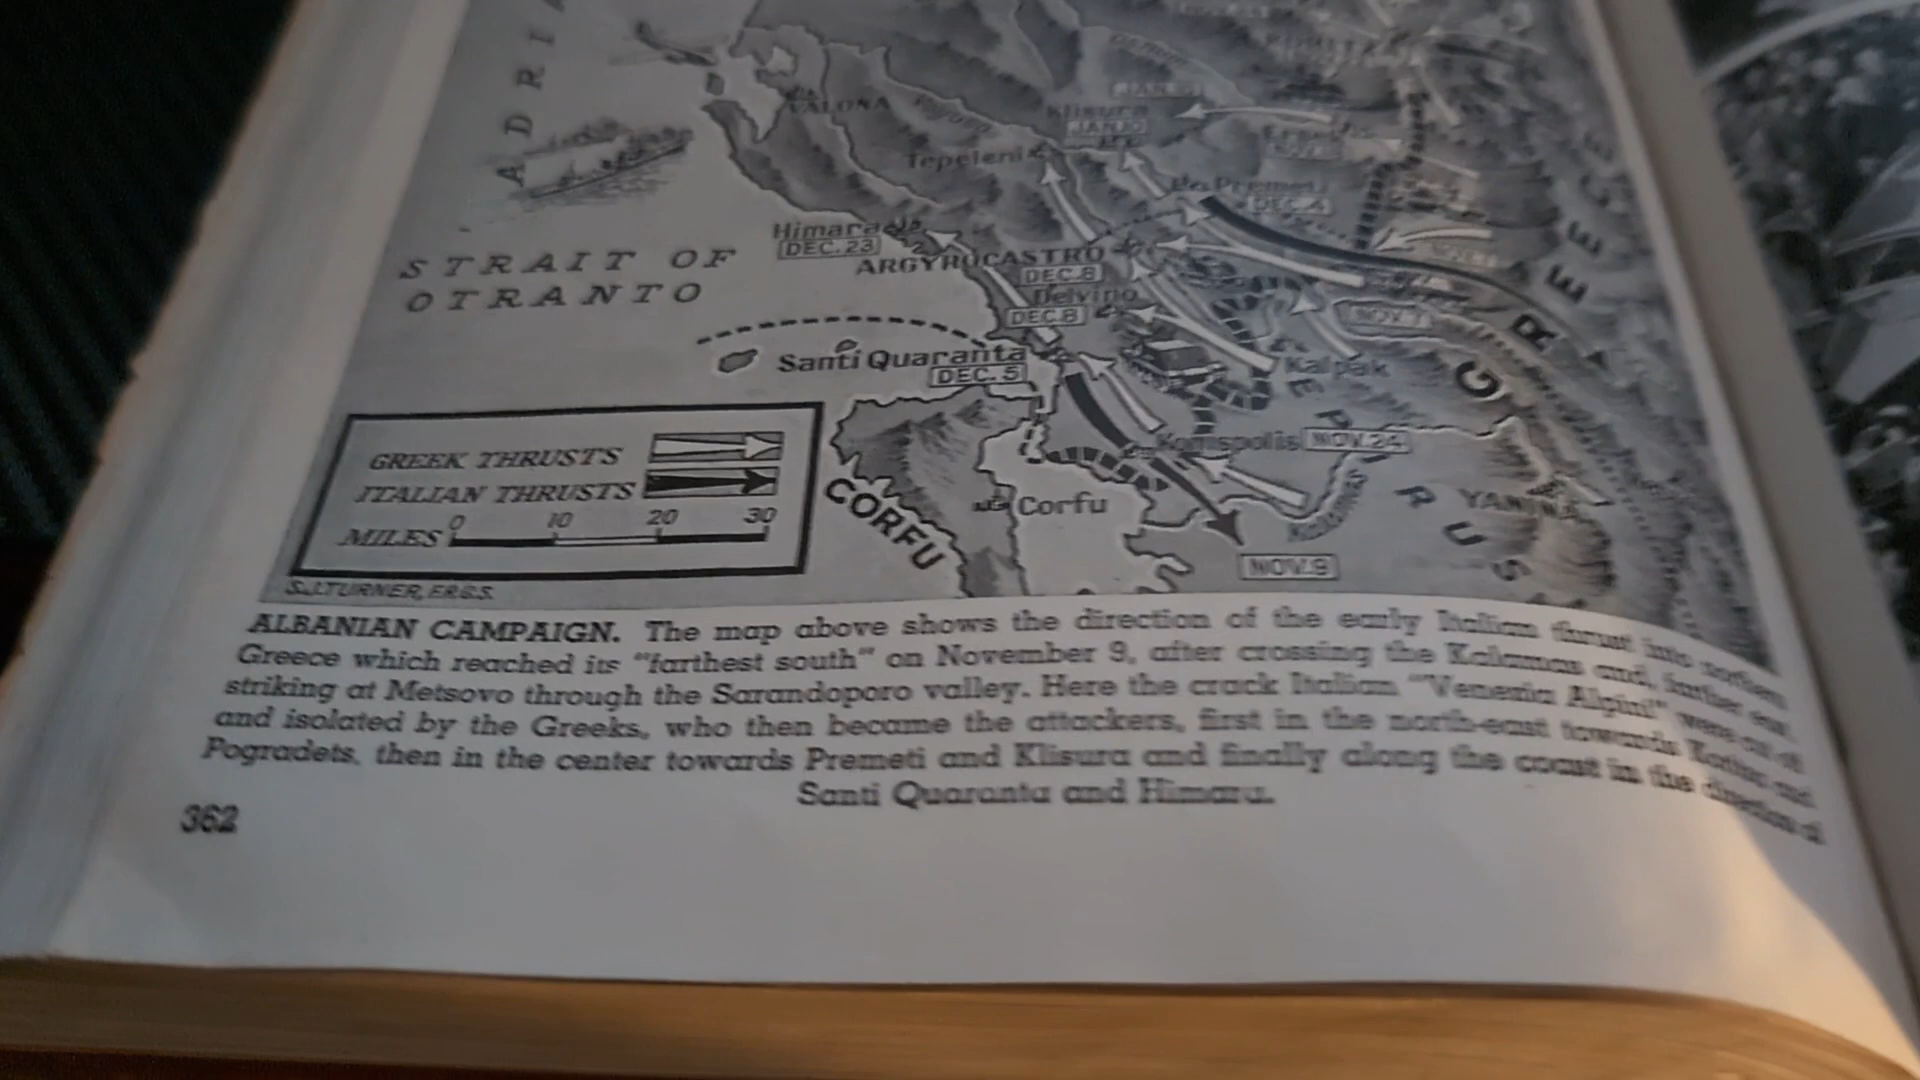 ADRIA
VALONA
Klisura
JAN.10
Tepeleni
Premeti
DEC.4
Himara
DEC. 23
ARGYROCASTRO
DEC.8
Delvino
DEC.8
STRAIT OF
OTRANTO
NOV.7
Santi Quaranta
DEC. 5
Kalpak
GREECE
EPIRUS
Konispolis NOV.24
GREEK THRUSTS
ITALIAN THRUSTS
0 10 20 30
MILES
CORFU
Corfu
YANINA
NOV.9
S.J.TURNER, F.R.G.S.
ALBANIAN CAMPAIGN. The map above shows the direction of the early Italian thrust into northern
Greece which reached its "farthest south" on November 9, after crossing the Kalamas and, farther east
striking at Metsovo through the Sarandoporo valley. Here the crack Italian "Venezia Alpini" were cut off
and isolated by the Greeks, who then became the attackers, first in the north-east towards Koritza and
Pogradets, then in the center towards Premeti and Klisura and finally along the coast in the direction of
Santi Quaranta and Himara.
362